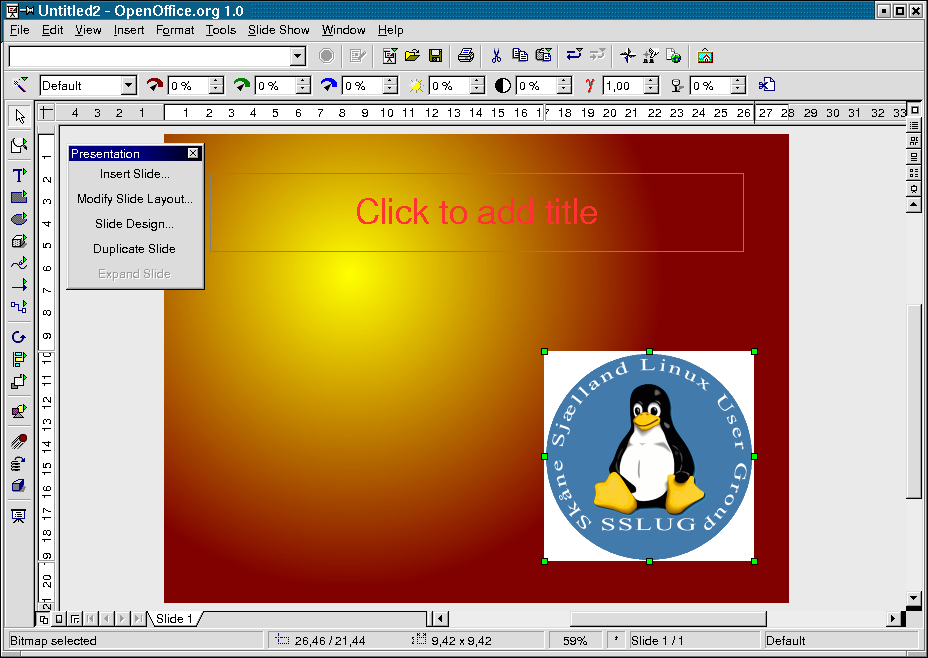 Untitled2 - OpenOffice.org 1.0
File Edit View Insert Format Tools Slide Show Window Help
Default 0 % 0 % 0 % 0 % 0 % 1,00 0 %
4 3 2 1 1 2 3 4 5 6 7 8 9 10 11 12 13 14 15 16 1 18 19 20 21 22 23 24 25 26 27 28 29 30 31 32 33
Presentation
Insert Slide...
Modify Slide Layout...
Slide Design...
Duplicate Slide
Expand Slide
Click to add title
1
2
3
4
5
6
7
8
9
10
11
12
13
14
15
16
17
18
19
20
21
Skåne Sjælland Linux User Group
SSLUG
Slide 1
Bitmap selected 26,46 / 21,44 9,42 x 9,42 59% * Slide 1 / 1 Default